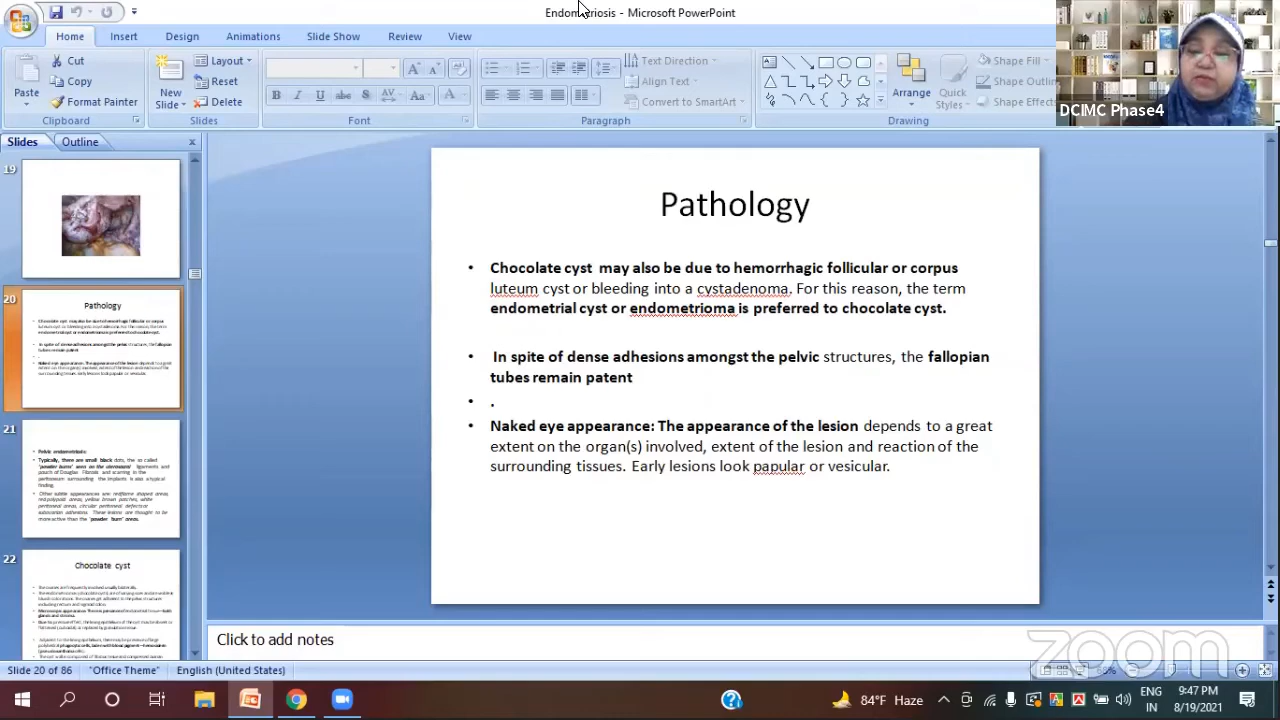 Endometriosis - Microsoft PowerPoint
Home Insert Design Animations Slide Show Review View
Paste
Cut
Copy
Format Painter
Clipboard
New Slide
Layout
Reset
Delete
Slides
Font
Text Direction
Align Text
Convert to SmartArt
Paragraph
Arrange
Quick Styles
Shape Fill
Shape Outline
Shape Effects
Drawing
DCIMC Phase4
Slides Outline
19
20
Pathology
21
Pelvic endometriosis:
22
Chocolate cyst
Pathology
• Chocolate cyst may also be due to hemorrhagic follicular or corpus
luteum cyst or bleeding into a cystadenoma. For this reason, the term
endometrial cyst or endometrioma is preferred to chocolate cyst.
• In spite of dense adhesions amongst the pelvic structures, the fallopian
tubes remain patent
• .
• Naked eye appearance: The appearance of the lesion depends to a great
extent on the organ(s) involved, extent of the lesion and reaction of the
surrounding tissues. Early lesions look papular or vesicular.
Click to add notes
zoom
Slide 20 of 86 "Office Theme" English (United States)
84°F Haze
ENG
IN
9:47 PM
8/19/2021